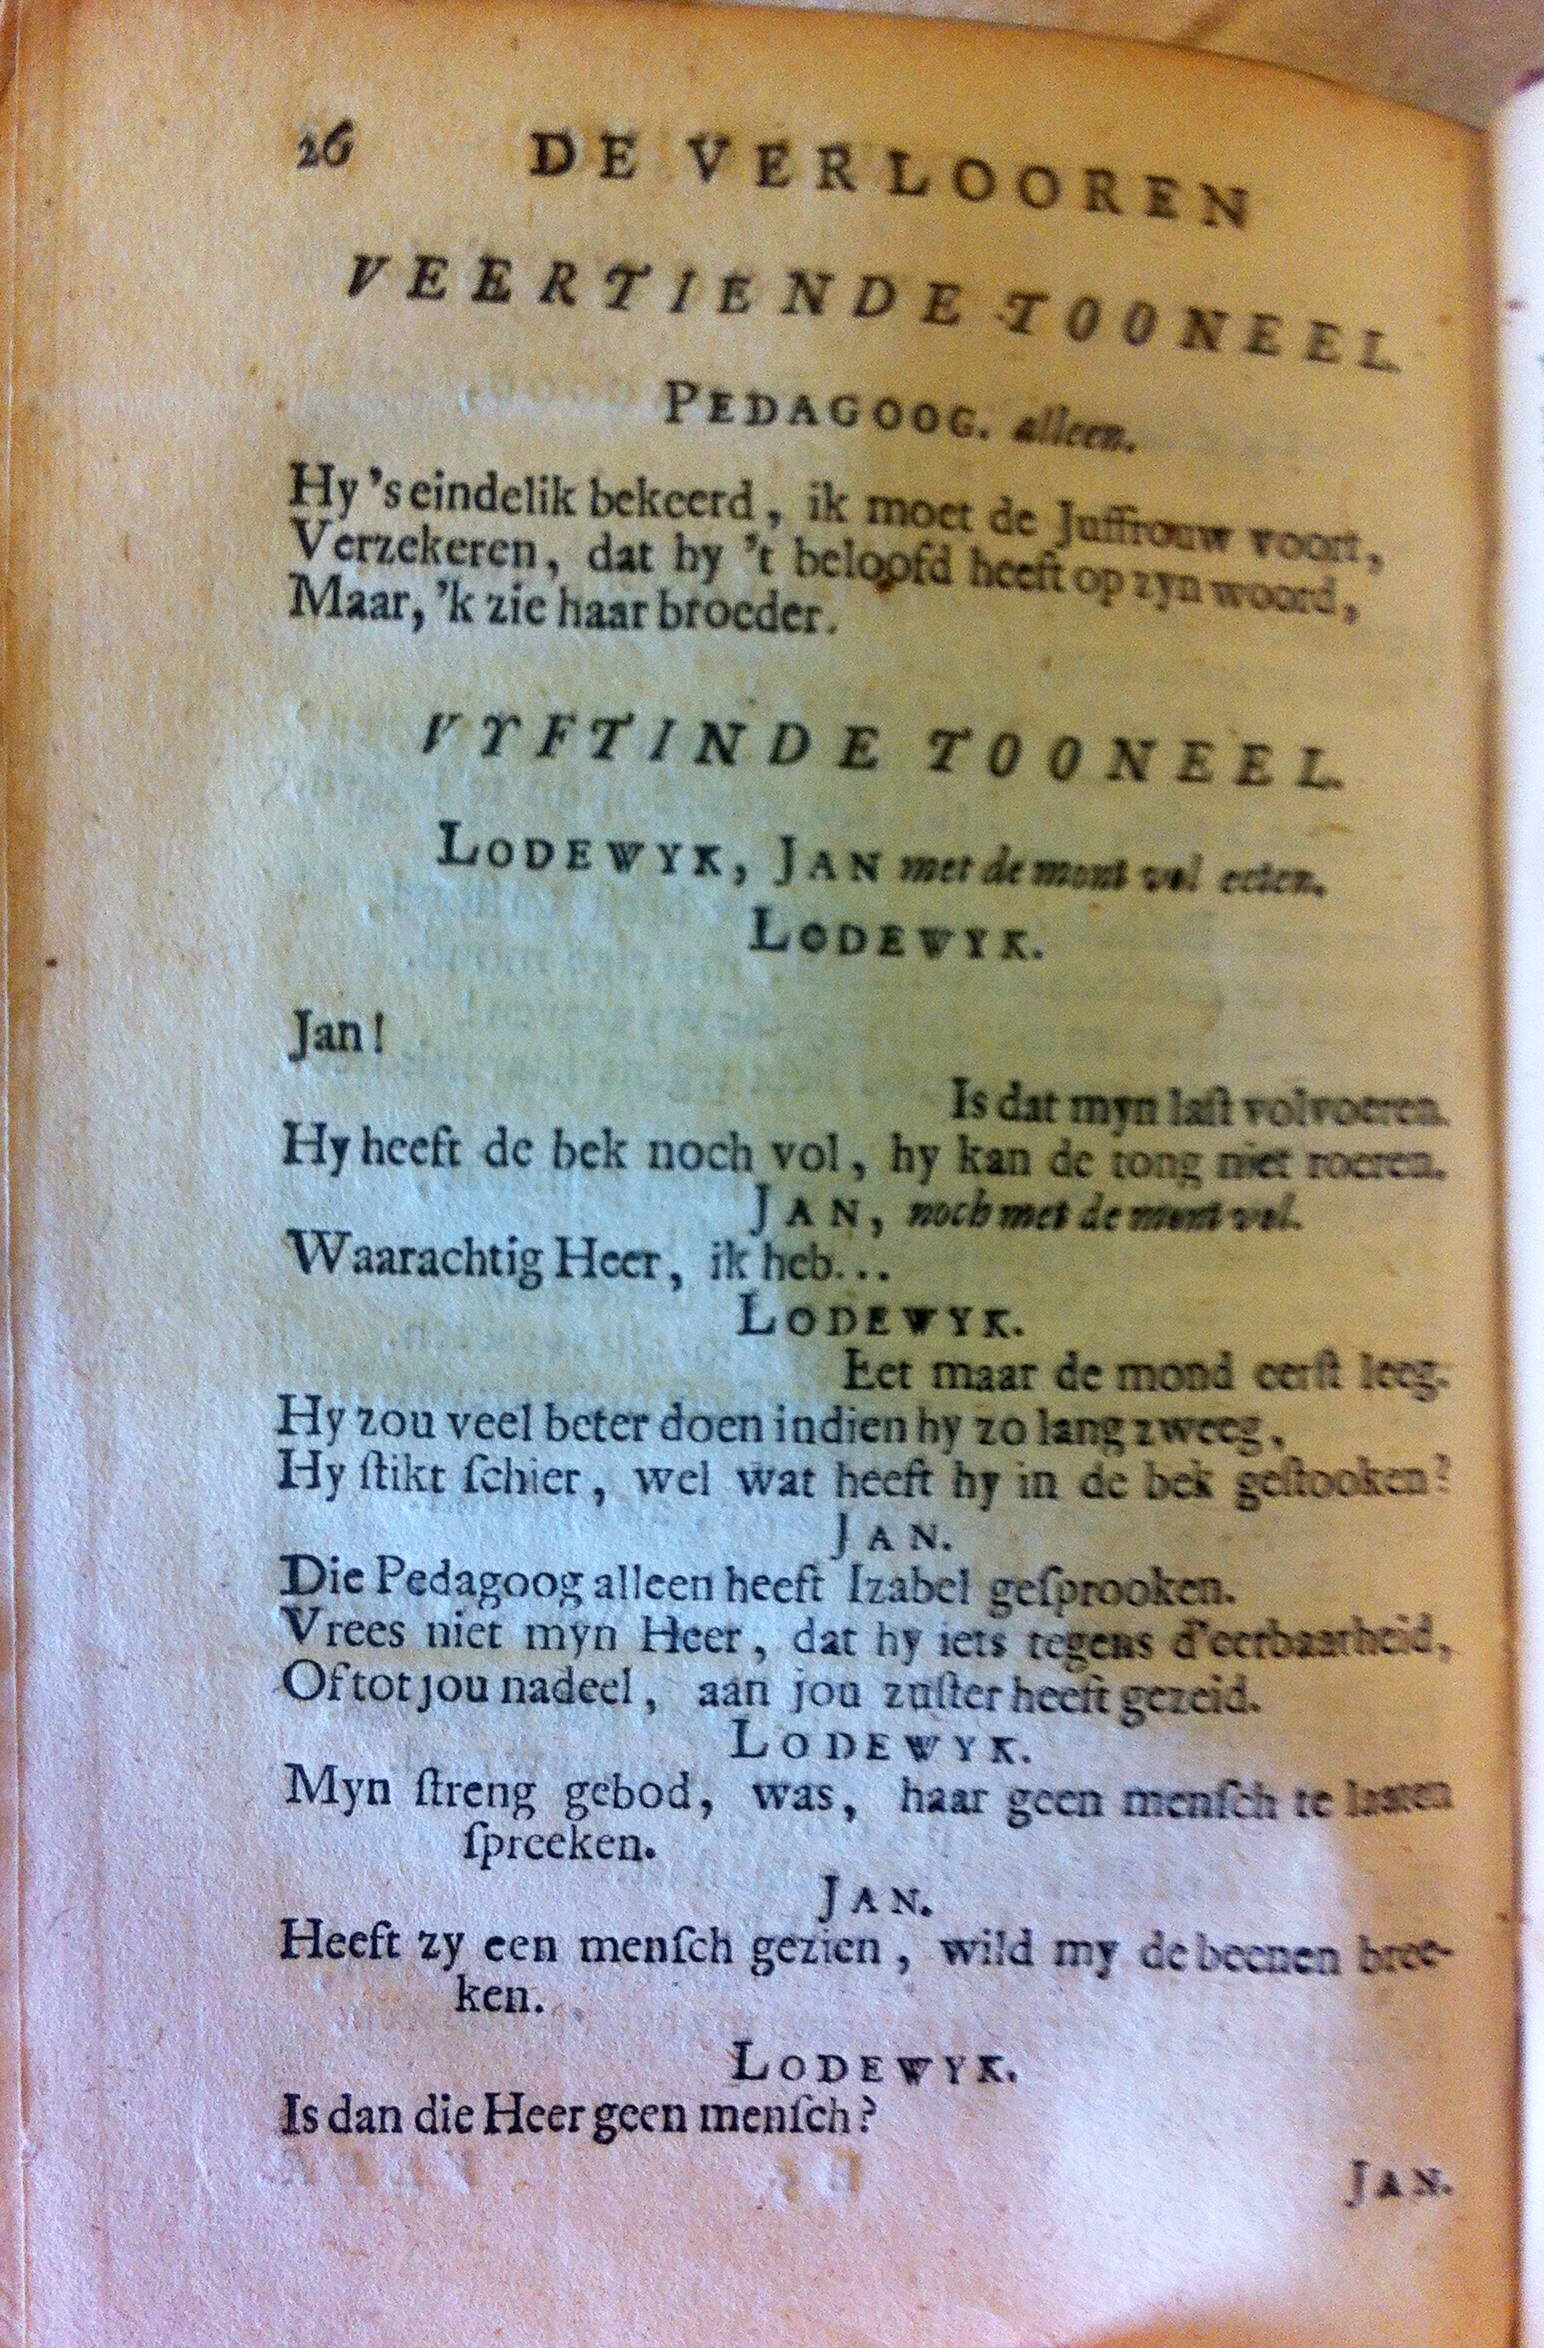 26 DE VERLOOREN
VEERTIENDE TOONEEL.
PEDAGOOG. alleen.
Hy 's eindelik bekeerd, ik moet de Juffrouw voort,
Verzekeren, dat hy 't beloofd heeft op zyn woord,
Maar, 'k zie haar broeder.
VYFTINDE TOONEEL.
LODEWYK, JAN met de mont vol eeten.
LODEWYK.
Jan!
Is dat myn laſt volvoeren.
Hy heeft de bek noch vol, hy kan de tong niet roeren.
JAN, noch met de mont vol.
Waarachtig Heer, ik heb...
LODEWYK.
Eet maar de mond eerſt leeg.
Hy zou veel beter doen indien hy zo lang zweeg,
Hy ſtikt ſchier, wel wat heeft hy in de bek geſtooken?
JAN.
Die Pedagoog alleen heeft Izabel geſprooken.
Vrees niet myn Heer, dat hy iets tegens d'eerbaarheid,
Of tot jou nadeel, aan jou zuſter heeft gezeid.
LODEWYK.
Myn ſtreng gebod, was, haar geen menſch te laaten
ſpreeken.
JAN.
Heeft zy een menſch gezien, wild my de beenen bree-
ken.
LODEWYK.
Is dan die Heer geen menſch?
JAN.